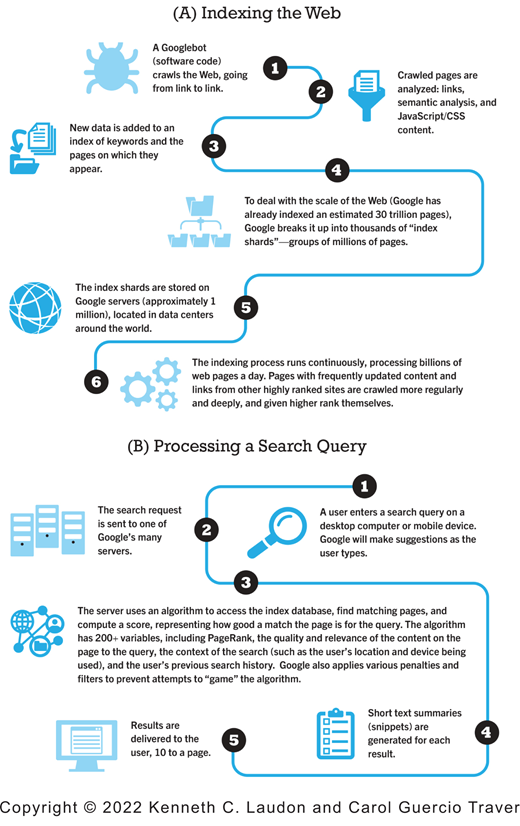 (A) Indexing the Web
A Googlebot
(software code)
crawls the Web, going
from link to link.
1
2
Crawled pages are
analyzed: links,
semantic analysis, and
JavaScript/CSS
content.
New data is added to an
index of keywords and the
pages on which they
appear.
3
4
To deal with the scale of the Web (Google has
already indexed an estimated 30 trillion pages),
Google breaks it up into thousands of “index
shards”—groups of millions of pages.
The index shards are stored on
Google servers (approximately 1
million), located in data centers
around the world.
5
6
The indexing process runs continuously, processing billions of
web pages a day. Pages with frequently updated content and
links from other highly ranked sites are crawled more regularly
and deeply, and given higher rank themselves.
(B) Processing a Search Query
1
A user enters a search query on a
desktop computer or mobile device.
Google will make suggestions as the
user types.
The search request
is sent to one of
Google’s many
servers.
2
3
The server uses an algorithm to access the index database, find matching pages, and
compute a score, representing how good a match the page is for the query. The algorithm
has 200+ variables, including PageRank, the quality and relevance of the content on the
page to the query, the context of the search (such as the user’s location and device being
used), and the user’s previous search history. Google also applies various penalties and
filters to prevent attempts to “game” the algorithm.
Short text summaries
(snippets) are
generated for each
result.
4
Results are
delivered to the
user, 10 to a page.
5
Copyright © 2022 Kenneth C. Laudon and Carol Guercio Traver